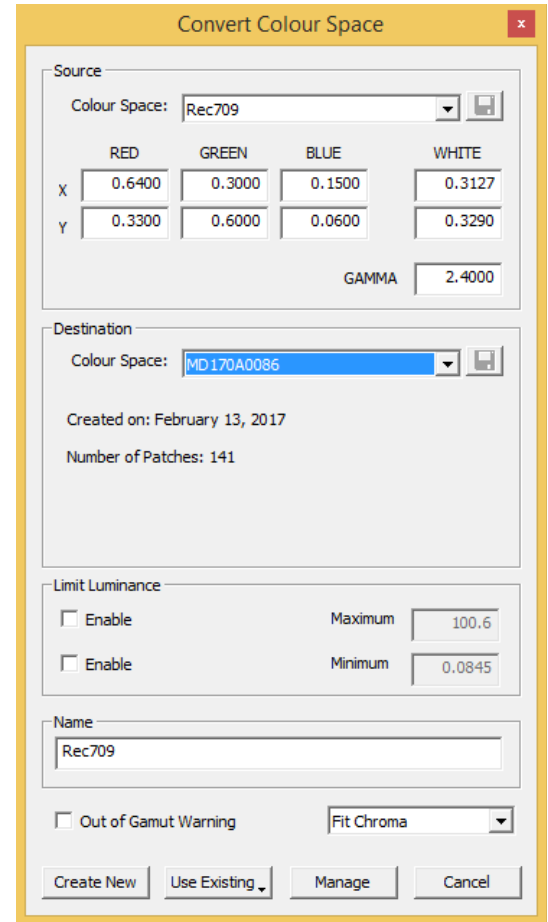 Convert Colour Space x
Source
Colour Space: Rec709
RED GREEN BLUE WHITE
X 0.6400 0.3000 0.1500 0.3127
Y 0.3300 0.6000 0.0600 0.3290
GAMMA 2.4000
Destination
Colour Space: MD170A0086
Created on: February 13, 2017
Number of Patches: 141
Limit Luminance
Enable Maximum 100.6
Enable Minimum 0.0845
Name
Rec709
Out of Gamut Warning Fit Chroma
Create New Use Existing Manage Cancel